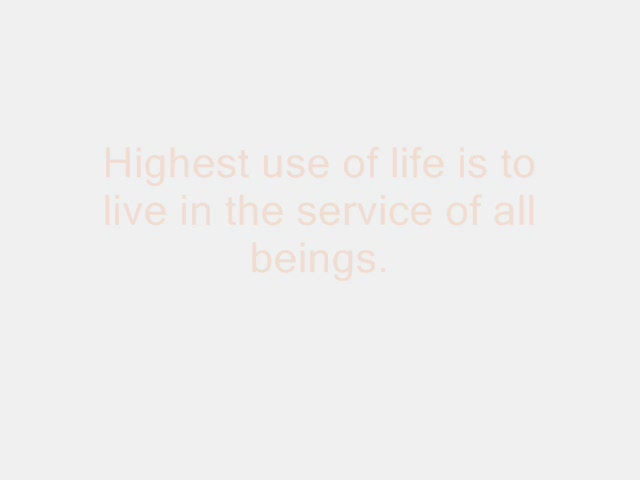 Highest use of life is to
live in the service of all
beings.